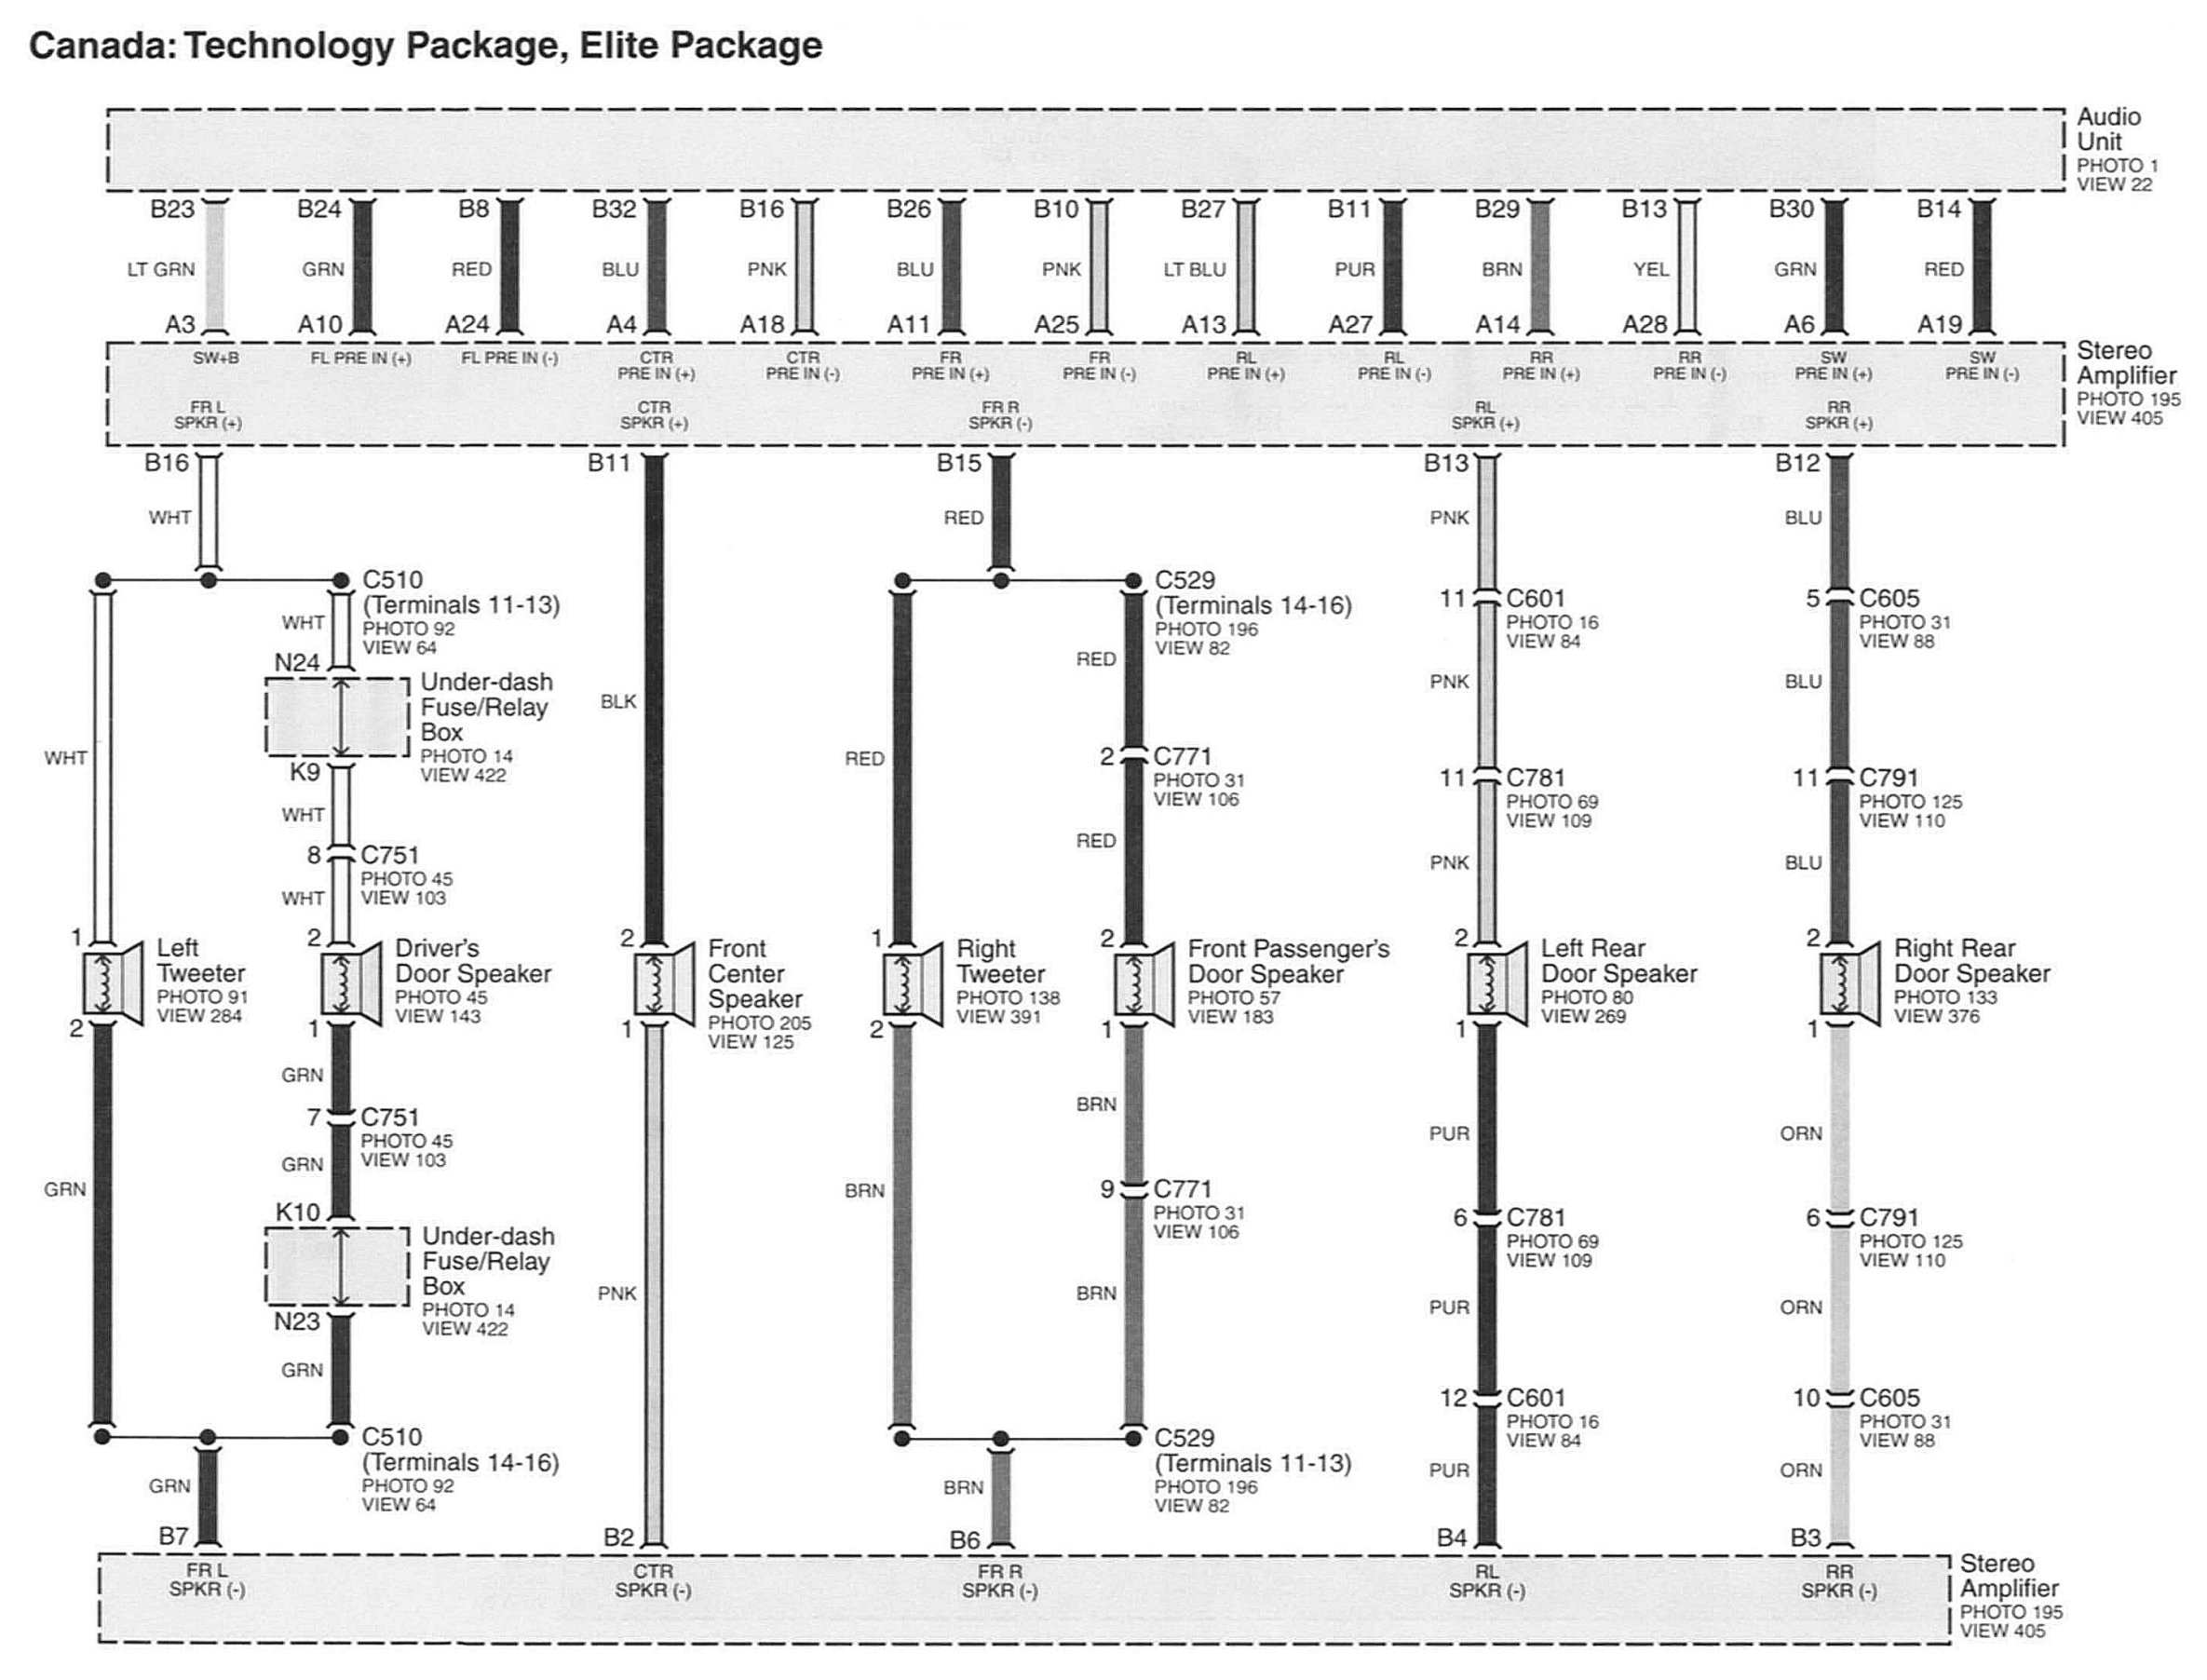 Canada: Technology Package, Elite Package
Audio
Unit
PHOTO 1
VIEW 22
B23 B24 B8 B32 B16 B26 B10 B27 B11 B29 B13 B30 B14
LT GRN GRN RED BLU PNK BLU PNK LT BLU PUR BRN YEL GRN RED
A3 A10 A24 A4 A18 A11 A25 A13 A27 A14 A28 A6 A19
SW+B FL PRE IN (+) FL PRE IN (-) CTR CTR FR FR RL RL RR RR SW SW
PRE IN (+) PRE IN (-) PRE IN (+) PRE IN (-) PRE IN (+) PRE IN (-) PRE IN (+) PRE IN (-) PRE IN (+) PRE IN (-)
Stereo
Amplifier
PHOTO 195
VIEW 405
FR L CTR FR R RL RR
SPKR (+) SPKR (+) SPKR (-) SPKR (+) SPKR (+)
B16 B11 B15 B13 B12
WHT RED PNK BLU
C510
(Terminals 11-13)
PHOTO 92
VIEW 64
WHT
N24
Under-dash
Fuse/Relay
Box
PHOTO 14
VIEW 422
K9
WHT
WHT
8 C751
PHOTO 45
VIEW 103
WHT
BLK
C529
(Terminals 14-16)
PHOTO 196
VIEW 82
RED
RED
2 C771
PHOTO 31
VIEW 106
RED
11 C601
PHOTO 16
VIEW 84
PNK
11 C781
PHOTO 69
VIEW 109
PNK
5 C605
PHOTO 31
VIEW 88
BLU
11 C791
PHOTO 125
VIEW 110
BLU
1 Left
Tweeter
PHOTO 91
VIEW 284
2
2 Driver's
Door Speaker
PHOTO 45
VIEW 143
1
2 Front
Center
Speaker
PHOTO 205
VIEW 125
1
1 Right
Tweeter
PHOTO 138
VIEW 391
2
2 Front Passenger's
Door Speaker
PHOTO 57
VIEW 183
1
2 Left Rear
Door Speaker
PHOTO 80
VIEW 269
1
2 Right Rear
Door Speaker
PHOTO 133
VIEW 376
1
GRN
GRN
7 C751
PHOTO 45
VIEW 103
GRN
K10
Under-dash
Fuse/Relay
Box
PHOTO 14
VIEW 422
N23
GRN
C510
(Terminals 14-16)
PHOTO 92
VIEW 64
PNK
BRN
BRN
9 C771
PHOTO 31
VIEW 106
BRN
C529
(Terminals 11-13)
PHOTO 196
VIEW 82
PUR
6 C781
PHOTO 69
VIEW 109
PUR
12 C601
PHOTO 16
VIEW 84
ORN
6 C791
PHOTO 125
VIEW 110
ORN
10 C605
PHOTO 31
VIEW 88
GRN BRN PUR ORN
B7 B2 B6 B4 B3
FR L CTR FR R RL RR
SPKR (-) SPKR (-) SPKR (-) SPKR (-) SPKR (-)
Stereo
Amplifier
PHOTO 195
VIEW 405